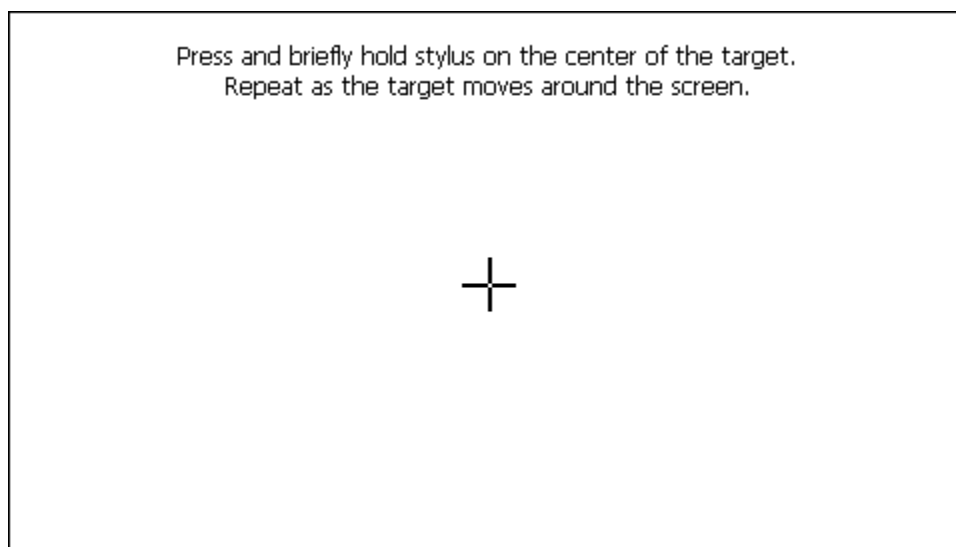 Press and briefly hold stylus on the center of the target.
Repeat as the target moves around the screen.